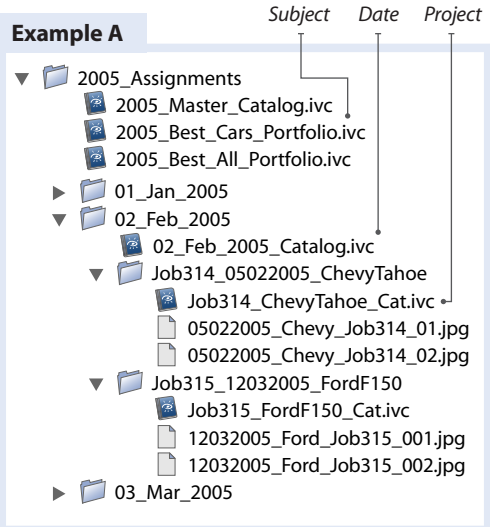 Subject Date Project
Example A
2005_Assignments
2005_Master_Catalog.ivc
2005_Best_Cars_Portfolio.ivc
2005_Best_All_Portfolio.ivc
01_Jan_2005
02_Feb_2005
02_Feb_2005_Catalog.ivc
Job314_05022005_ChevyTahoe
Job314_ChevyTahoe_Cat.ivc
05022005_Chevy_Job314_01.jpg
05022005_Chevy_Job314_02.jpg
Job315_12032005_FordF150
Job315_FordF150_Cat.ivc
12032005_Ford_Job315_001.jpg
12032005_Ford_Job315_002.jpg
03_Mar_2005